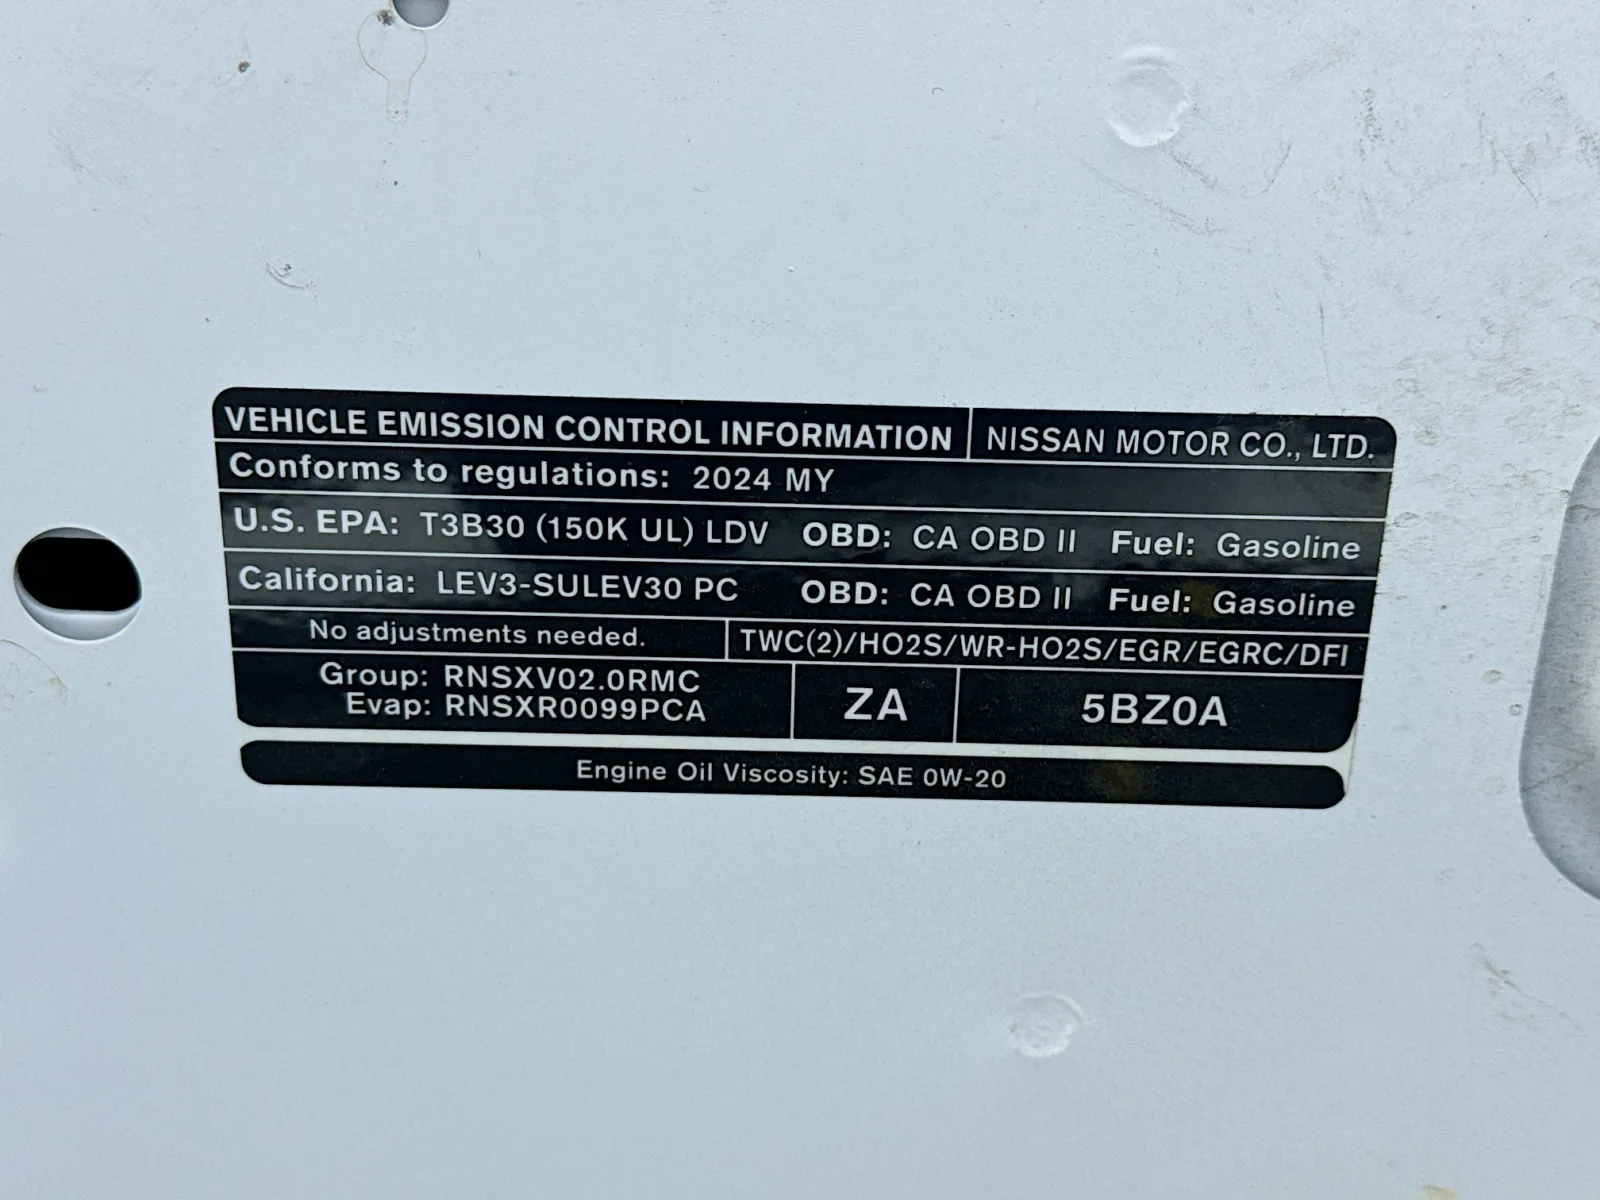 VEHICLE EMISSION CONTROL INFORMATION NISSAN MOTOR CO., LTD.
Conforms to regulations: 2024 MY
U.S. EPA: T3B30 (150K UL) LDV OBD: CA OBD II Fuel: Gasoline
California: LEV3-SULEV30 PC OBD: CA OBD II Fuel: Gasoline
No adjustments needed. TWC(2)/HO2S/WR-HO2S/EGR/EGRC/DFI
Group: RNSXV02.0RMC
Evap: RNSXR0099PCA
ZA
5BZ0A
Engine Oil Viscosity: SAE 0W-20